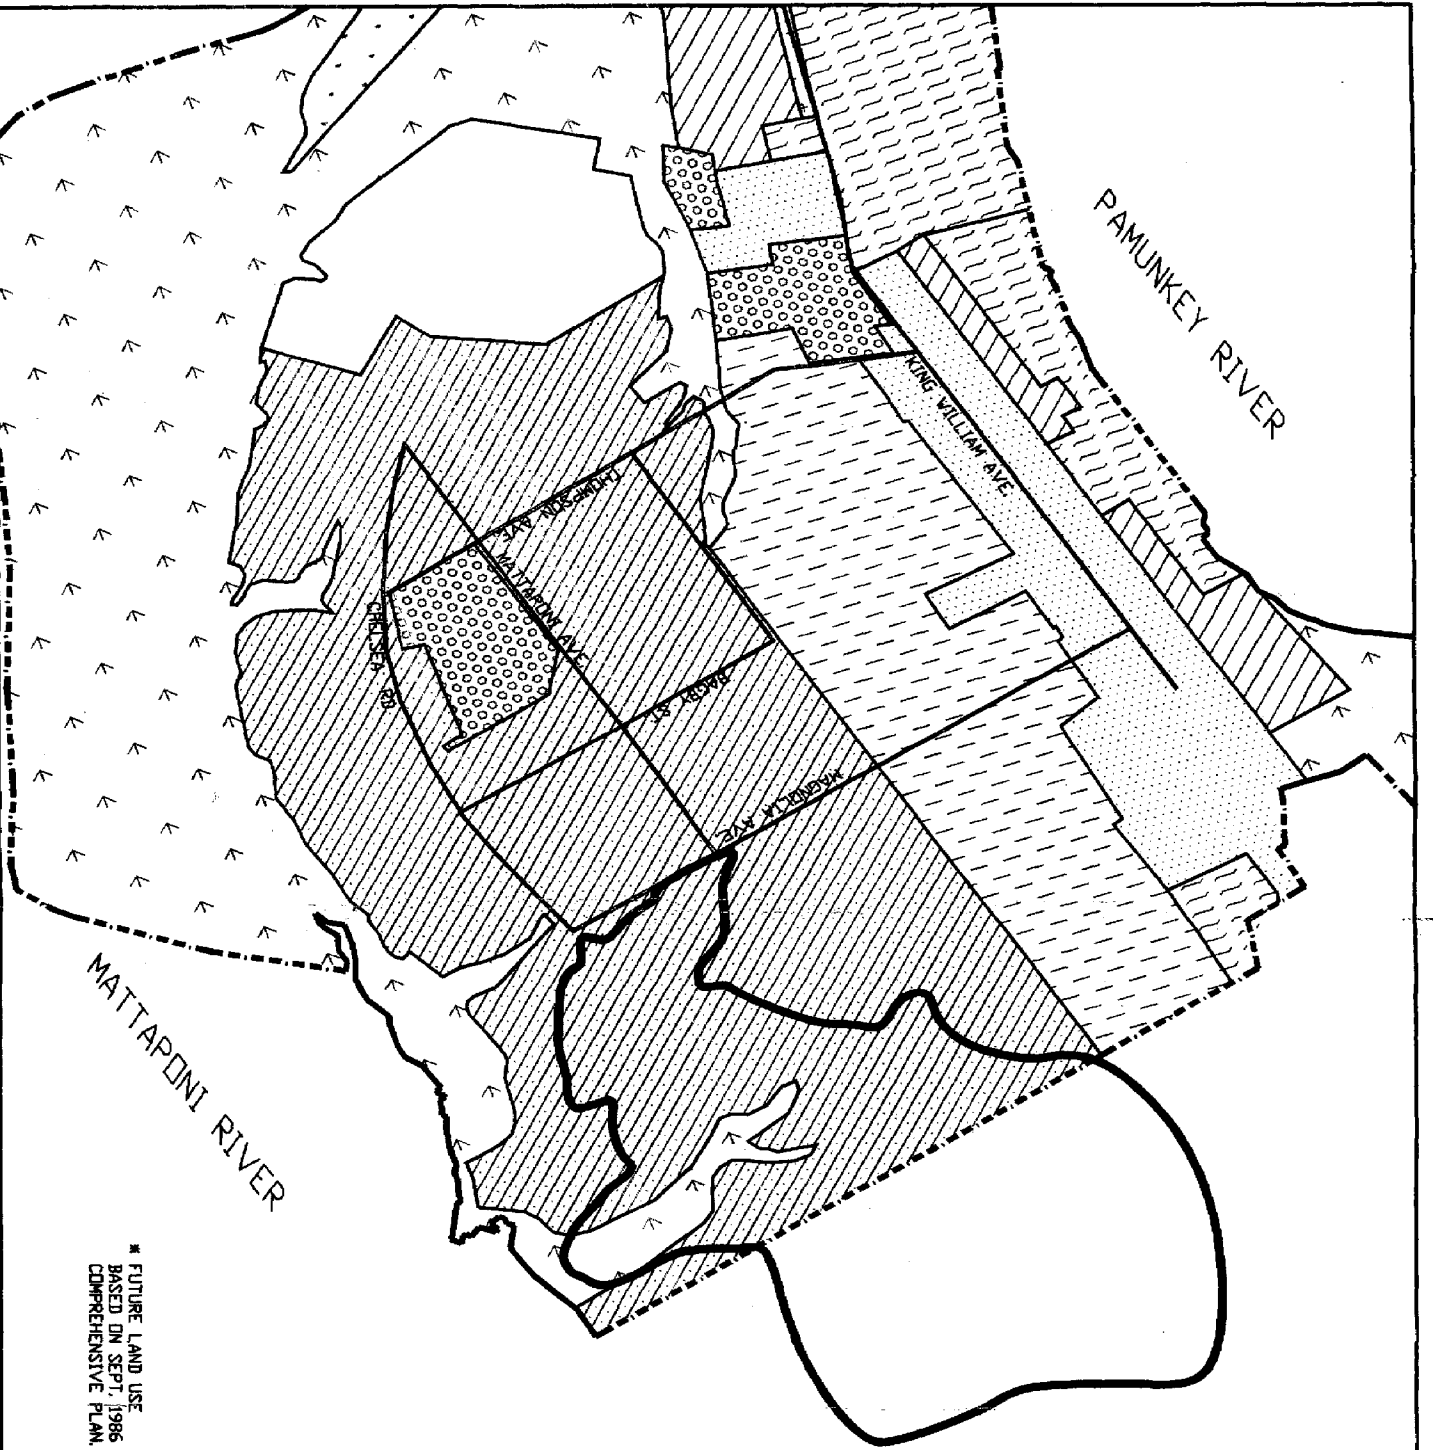 PAMUNKEY RIVER
KING WILLIAM AVE.
THOMPSON AVE.
MATTAPONI AVE.
CHELSEA RD
BAGBY ST.
MAGNOLIA AVE.
MATTAPONI RIVER
* FUTURE LAND USE
BASED ON SEPT, 1986
COMPREHENSIVE PLAN.